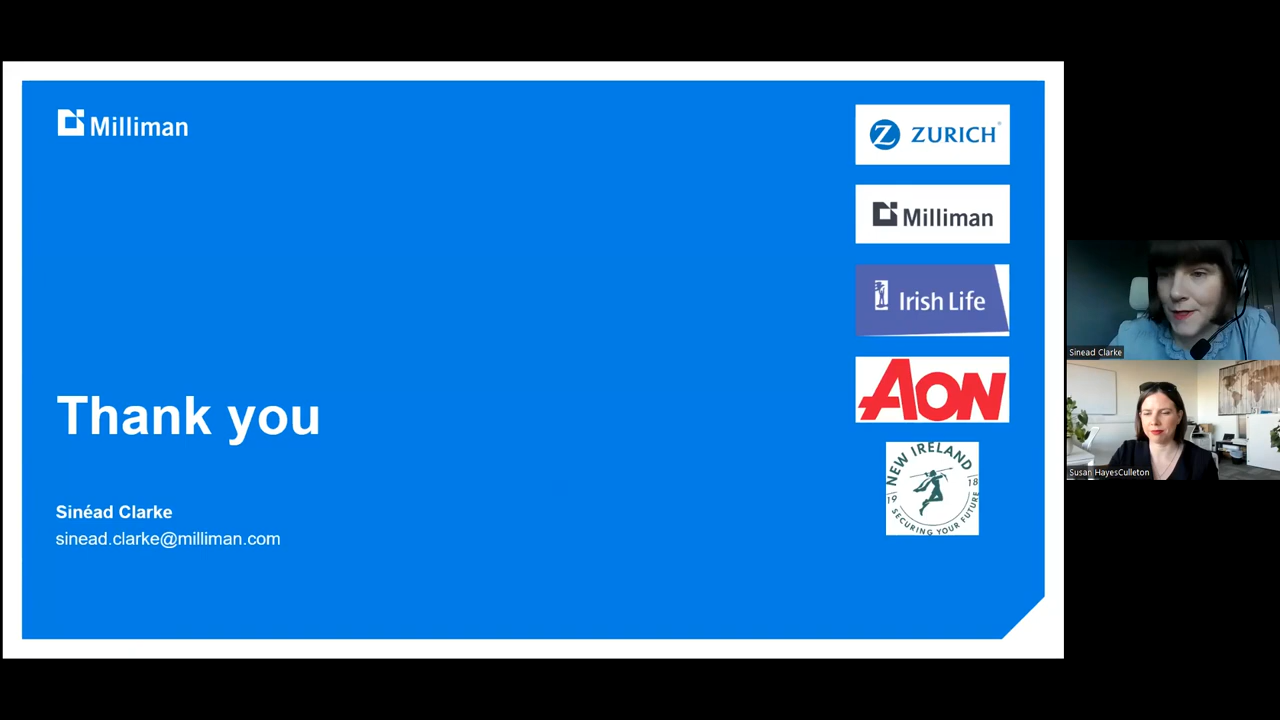 Milliman
Thank you
Sinéad Clarke
sinead.clarke@milliman.com
Z ZURICH®
Milliman
Irish Life
AON
NEW IRELAND
19 18
SECURING YOUR FUTURE
Sinead Clarke
Susan HayesCulleton